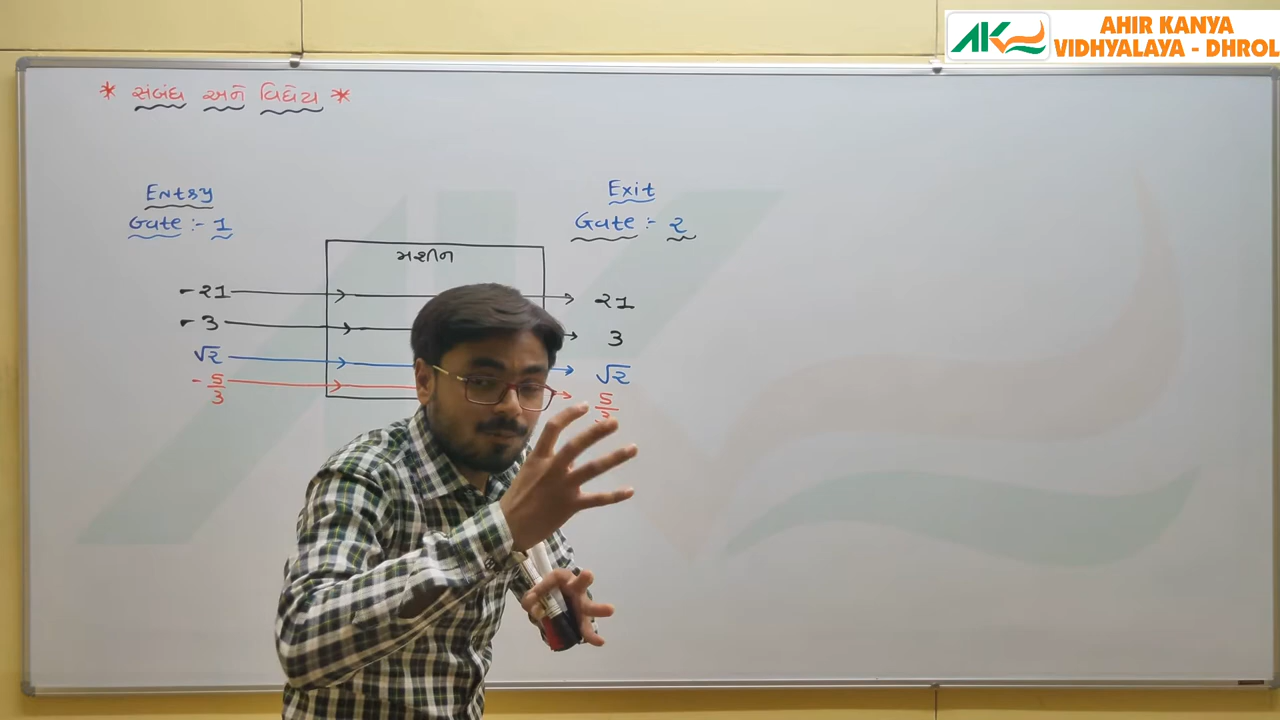 AHIR KANYA
VIDHYALAYA - DHROL
* સંબંધ અને વિધેય *
Entry
Gate :- 1
Exit
Gate :- 2
મશીન
-21
21
-3
3
√2
√2
-5/3
5